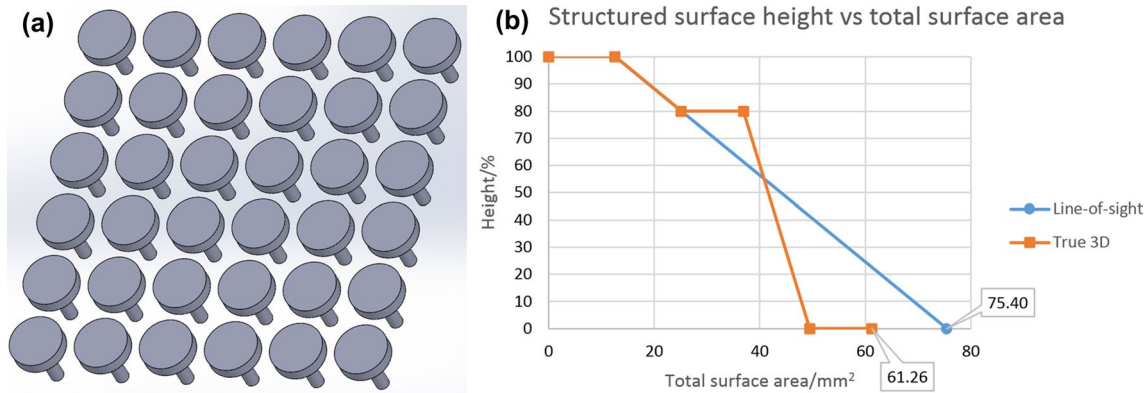 (a)
(b) Structured surface height vs total surface area
100
90
80
70
60
50
40
30
20
10
0
Height/%
0 20 40 60 80
Total surface area/mm²
75.40
61.26
Line-of-sight
True 3D